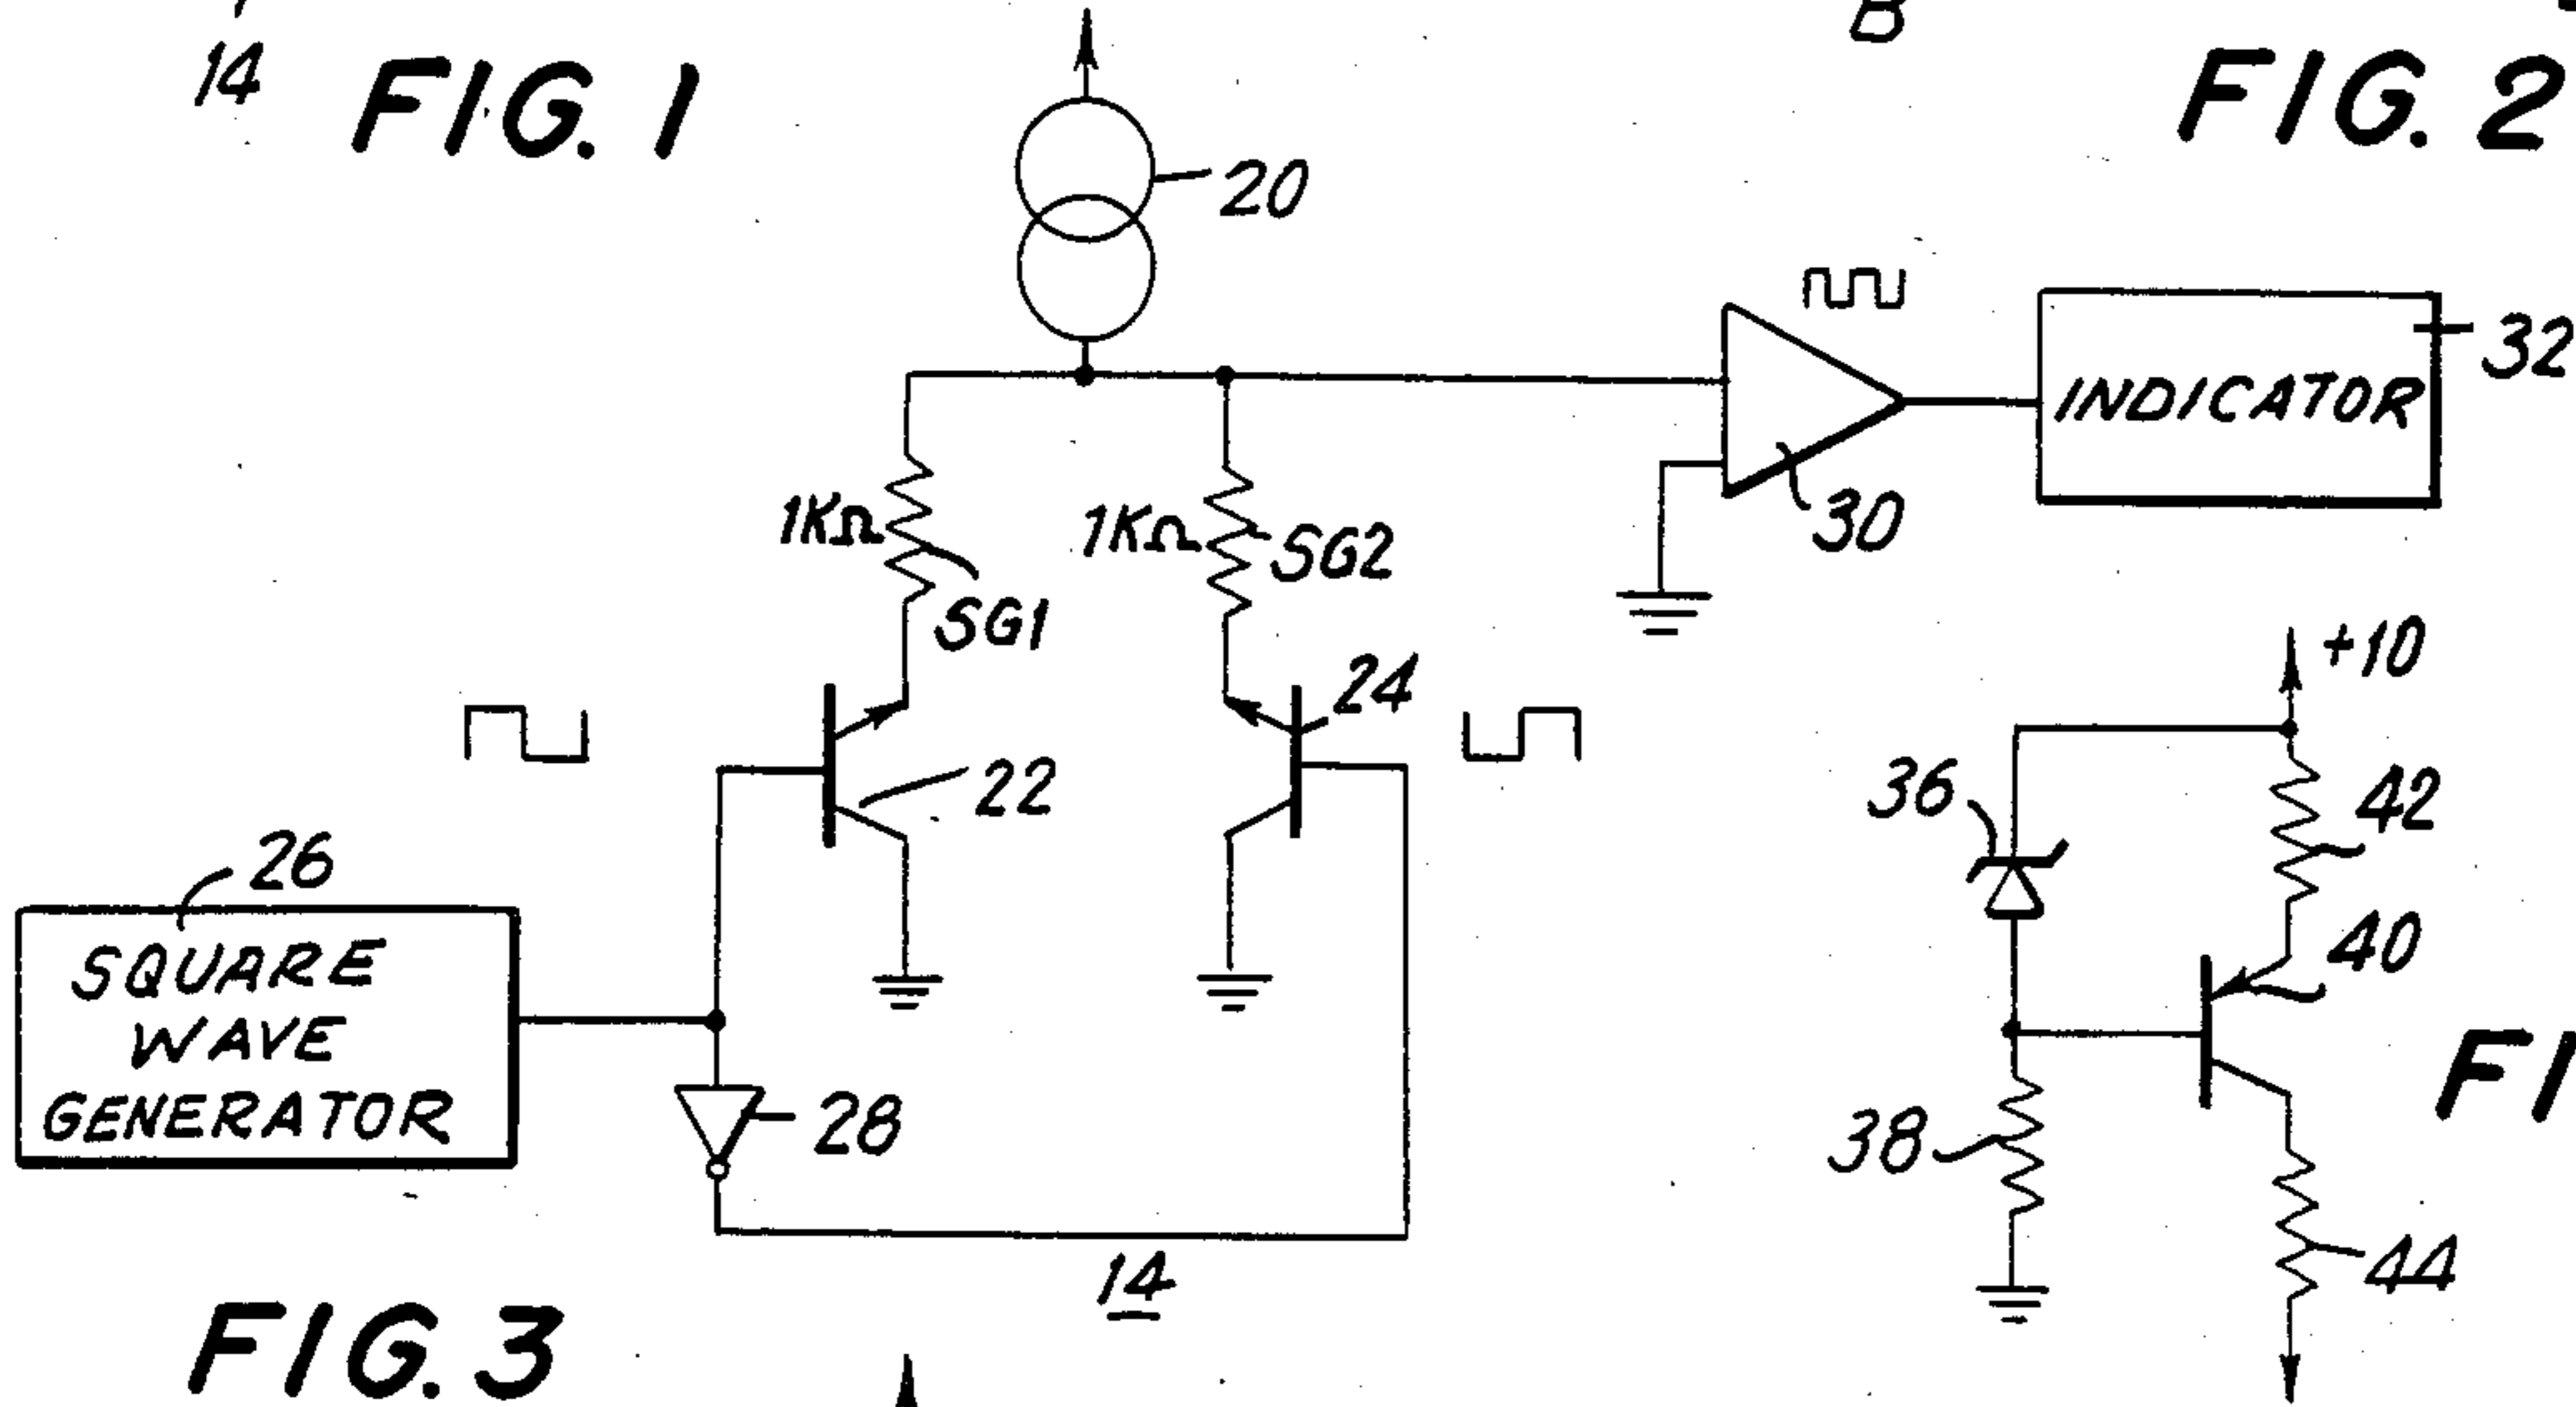 14
FIG. 1
B
FIG. 2
20
INDICATOR
32
30
1KΩ
SG1
1KΩ
SG2
+10
24
22
36
42
26
SQUARE
WAVE
GENERATOR
40
28
38
FI
14
44
FIG. 3